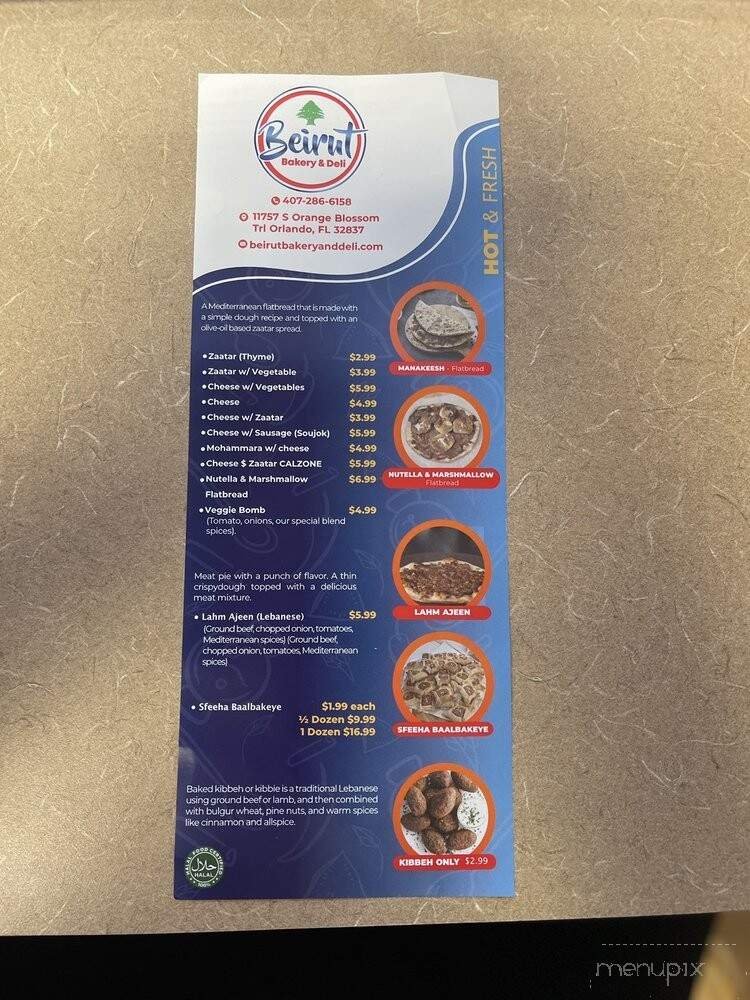 Beirut
Bakery & Deli
407-286-6158
11757 S Orange Blossom
Trl Orlando, FL 32837
beirutbakeryanddeli.com
HOT & FRESH
A Mediterranean flatbread that is made with
a simple dough recipe and topped with an
olive-oil based zaatar spread.
• Zaatar (Thyme) $2.99
• Zaatar w/ Vegetable $3.99
• Cheese w/ Vegetables $5.99
• Cheese $4.99
• Cheese w/ Zaatar $3.99
• Cheese w/ Sausage (Soujok) $5.99
• Mohammara w/ cheese $4.99
• Cheese $ Zaatar CALZONE $5.99
• Nutella & Marshmallow $6.99
Flatbread
• Veggie Bomb $4.99
(Tomato, onions, our special blend
spices).
MANAKEESH - Flatbread
NUTELLA & MARSHMALLOW
Flatbread
Meat pie with a punch of flavor. A thin
crispydough topped with a delicious
meat mixture.
• Lahm Ajeen (Lebanese) $5.99
(Ground beef, chopped onion, tomatoes,
Mediterranean spices) (Ground beef,
chopped onion, tomatoes, Mediterranean
spices)
LAHM AJEEN
• Sfeeha Baalbakeye $1.99 each
½ Dozen $9.99
1 Dozen $16.99
SFEEHA BAALBAKEYE
Baked kibbeh or kibbie is a traditional Lebanese
using ground beef or lamb, and then combined
with bulgur wheat, pine nuts, and warm spices
like cinnamon and allspice.
KIBBEH ONLY $2.99
HALAL FOOD CERTIFIED
حلال
HALAL
100%
menupix